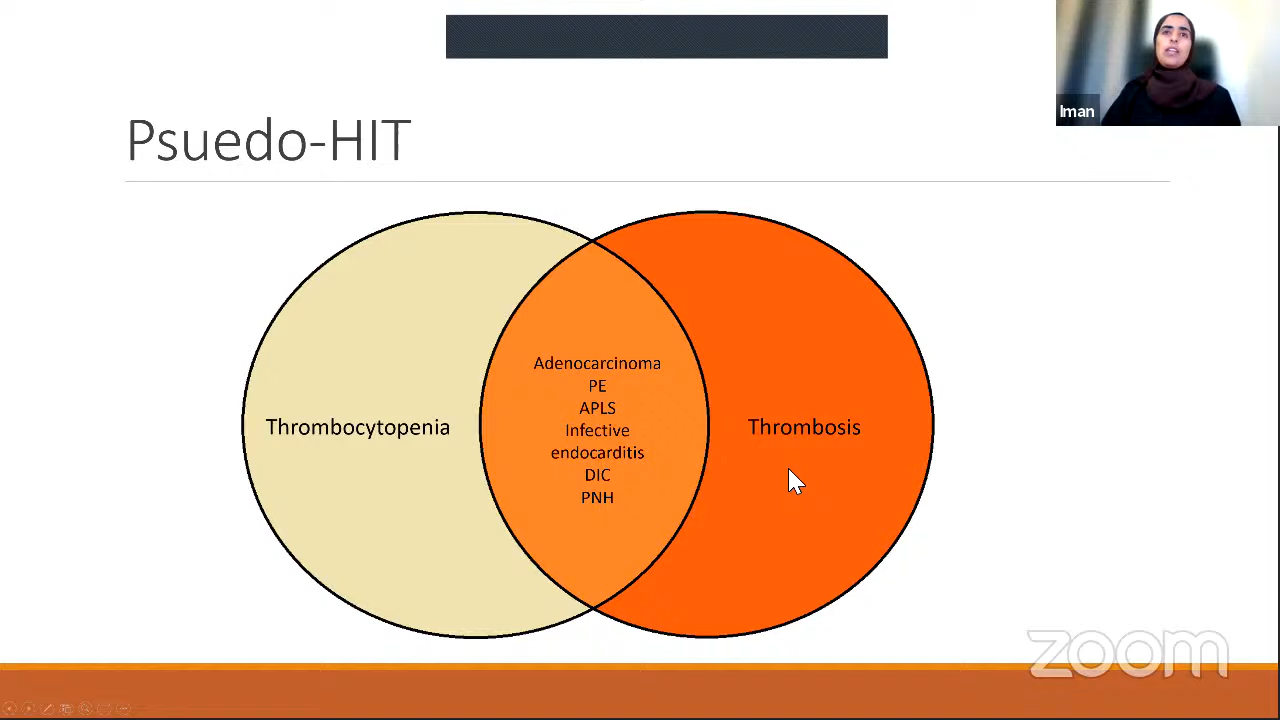 Iman
Psuedo-HIT
Adenocarcinoma
PE
APLS
Infective
endocarditis
DIC
PNH
Thrombocytopenia
Thrombosis
zoom